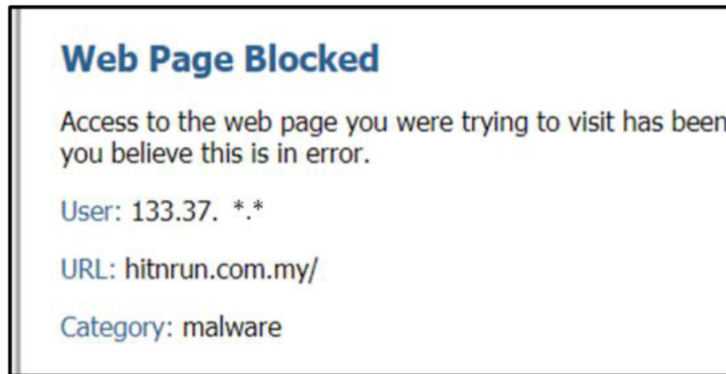 Web Page Blocked
Access to the web page you were trying to visit has been
you believe this is in error.
User: 133.37. *.*
URL: hitnrun.com.my/
Category: malware